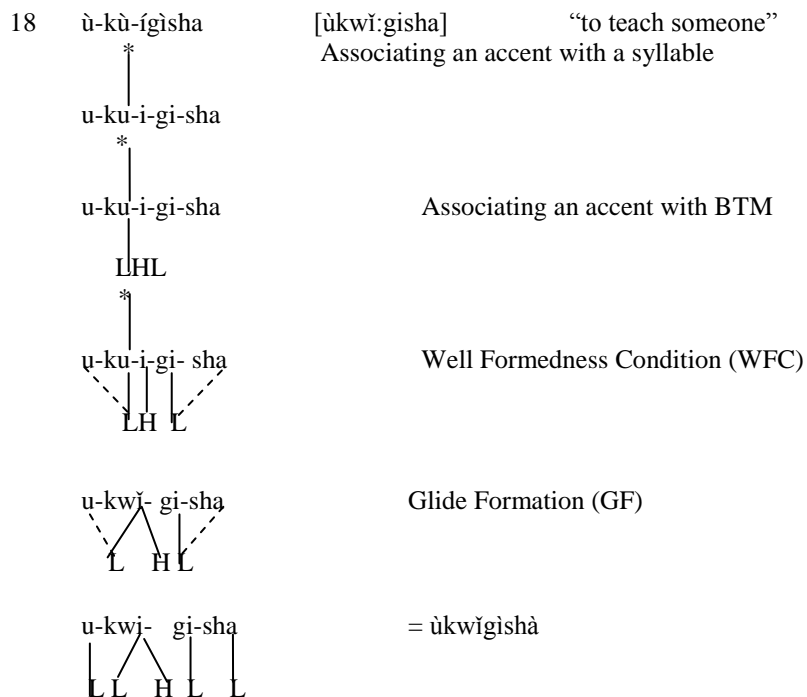 18 ù-kù-ígìsha [ùkwǐ:gisha] “to teach someone”
* Associating an accent with a syllable
u-ku-i-gi-sha
*
u-ku-i-gi-sha Associating an accent with BTM
LHL
*
u-ku-i-gi- sha Well Formedness Condition (WFC)
LH L
u-kwǐ- gi-sha Glide Formation (GF)
L H L
u-kwi- gi-sha = ùkwǐgìshà
L L H L L